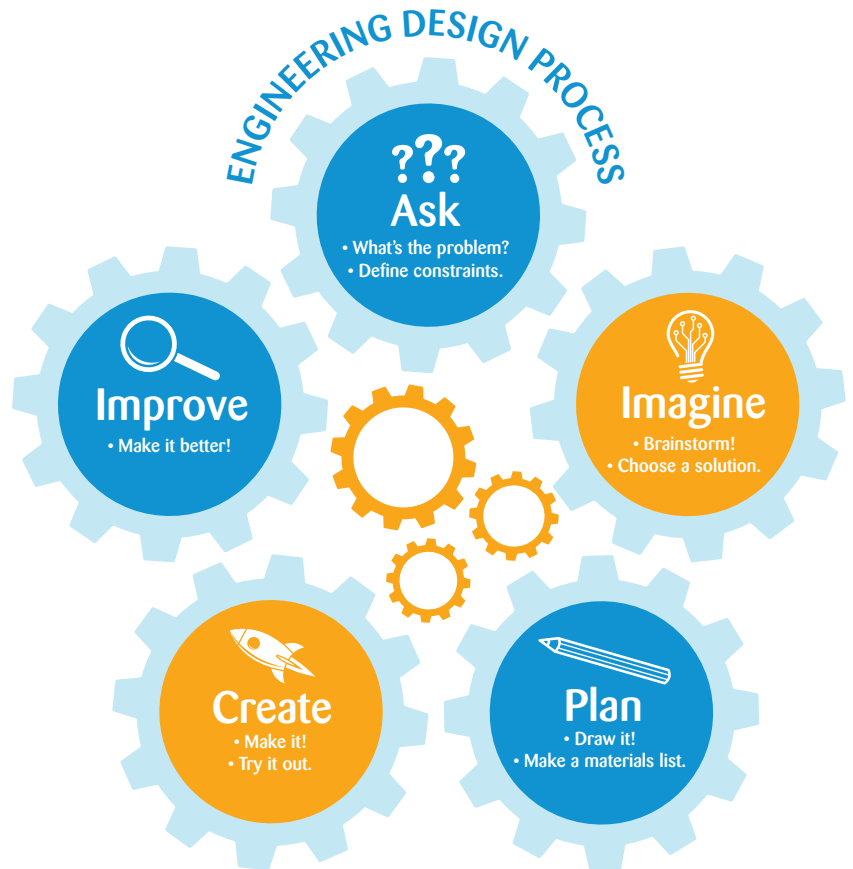 ENGINEERING DESIGN PROCESS
???
Ask
• What's the problem?
• Define constraints.
Imagine
• Brainstorm!
• Choose a solution.
Plan
• Draw it!
• Make a materials list.
Create
• Make it!
• Try it out.
Improve
• Make it better!